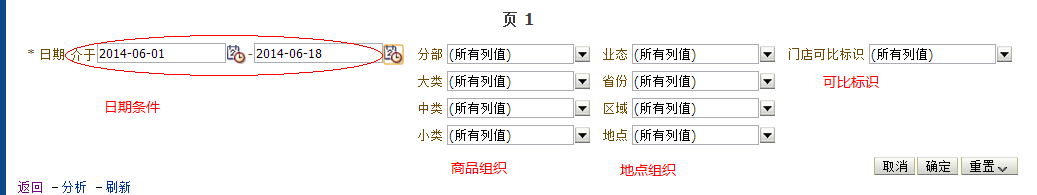 页 1
* 日期 介于 2014-06-01 - 2014-06-18 分部 (所有列值) 业态 (所有列值) 门店可比标识 (所有列值)
大类 (所有列值) 省份 (所有列值) 可比标识
日期条件 中类 (所有列值) 区域 (所有列值)
小类 (所有列值) 地点 (所有列值)
商品组织 地点组织
取消 确定 重置
返回 - 分析 - 刷新